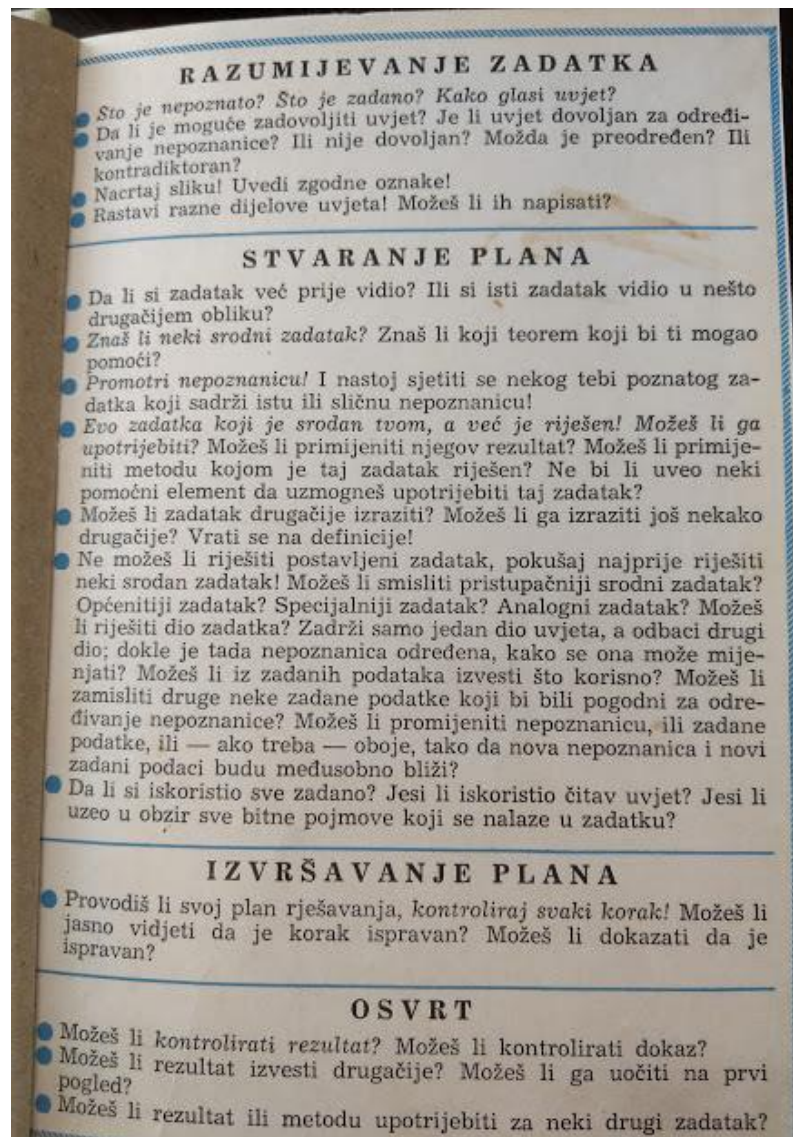 RAZUMIJEVANJE ZADATKA
Što je nepoznato? Što je zadano? Kako glasi uvjet?
Da li je moguće zadovoljiti uvjet? Je li uvjet dovoljan za određi-
vanje nepoznanice? Ili nije dovoljan? Možda je preodređen? Ili
kontradiktoran?
Nacrtaj sliku! Uvedi zgodne oznake!
Rastavi razne dijelove uvjeta! Možeš li ih napisati?
STVARANJE PLANA
Da li si zadatak već prije vidio? Ili si isti zadatak vidio u nešto
drugačijem obliku?
Znaš li neki srodni zadatak? Znaš li koji teorem koji bi ti mogao
pomoći?
Promotri nepoznanicu! I nastoj sjetiti se nekog tebi poznatog za-
datka koji sadrži istu ili sličnu nepoznanicu!
Evo zadatka koji je srodan tvom, a već je riješen! Možeš li ga
upotrijebiti? Možeš li primijeniti njegov rezultat? Možeš li primije-
niti metodu kojom je taj zadatak riješen? Ne bi li uveo neki
pomoćni element da uzmogneš upotrijebiti taj zadatak?
Možeš li zadatak drugačije izraziti? Možeš li ga izraziti još nekako
drugačije? Vrati se na definicije!
Ne možeš li riješiti postavljeni zadatak, pokušaj najprije riješiti
neki srodan zadatak! Možeš li smisliti pristupačniji srodni zadatak?
Općenitiji zadatak? Specijalniji zadatak? Analogni zadatak? Možeš
li riješiti dio zadatka? Zadrži samo jedan dio uvjeta, a odbaci drugi
dio; dokle je tada nepoznanica određena, kako se ona može mije-
njati? Možeš li iz zadanih podataka izvesti što korisno? Možeš li
zamisliti druge neke zadane podatke koji bi bili pogodni za odre-
đivanje nepoznanice? Možeš li promijeniti nepoznanicu, ili zadane
podatke, ili — ako treba — oboje, tako da nova nepoznanica i novi
zadani podaci budu međusobno bliži?
Da li si iskoristio sve zadano? Jesi li iskoristio čitav uvjet? Jesi li
uzeo u obzir sve bitne pojmove koji se nalaze u zadatku?
IZVRŠAVANJE PLANA
Provodiš li svoj plan rješavanja, kontroliraj svaki korak! Možeš li
jasno vidjeti da je korak ispravan? Možeš li dokazati da je
ispravan?
OSVRT
Možeš li kontrolirati rezultat? Možeš li kontrolirati dokaz?
Možeš li rezultat izvesti drugačije? Možeš li ga uočiti na prvi
pogled?
Možeš li rezultat ili metodu upotrijebiti za neki drugi zadatak?